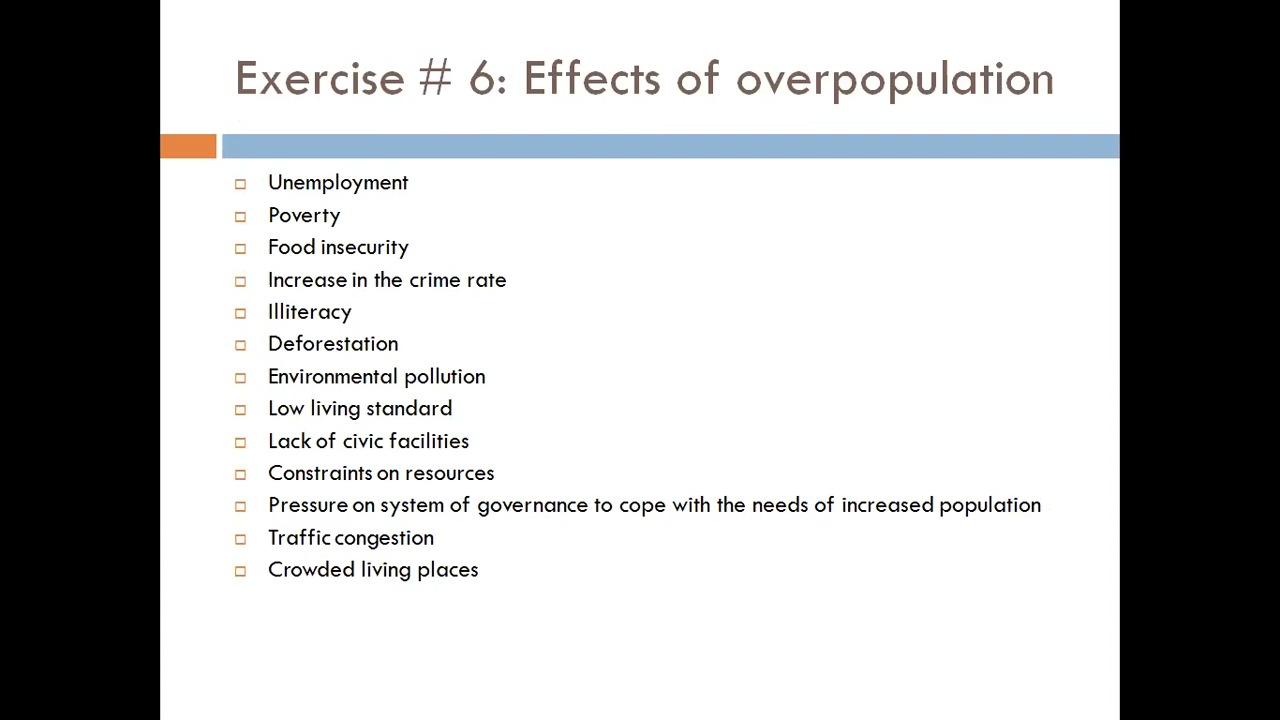 Exercise # 6: Effects of overpopulation
Unemployment
Poverty
Food insecurity
Increase in the crime rate
Illiteracy
Deforestation
Environmental pollution
Low living standard
Lack of civic facilities
Constraints on resources
Pressure on system of governance to cope with the needs of increased population
Traffic congestion
Crowded living places